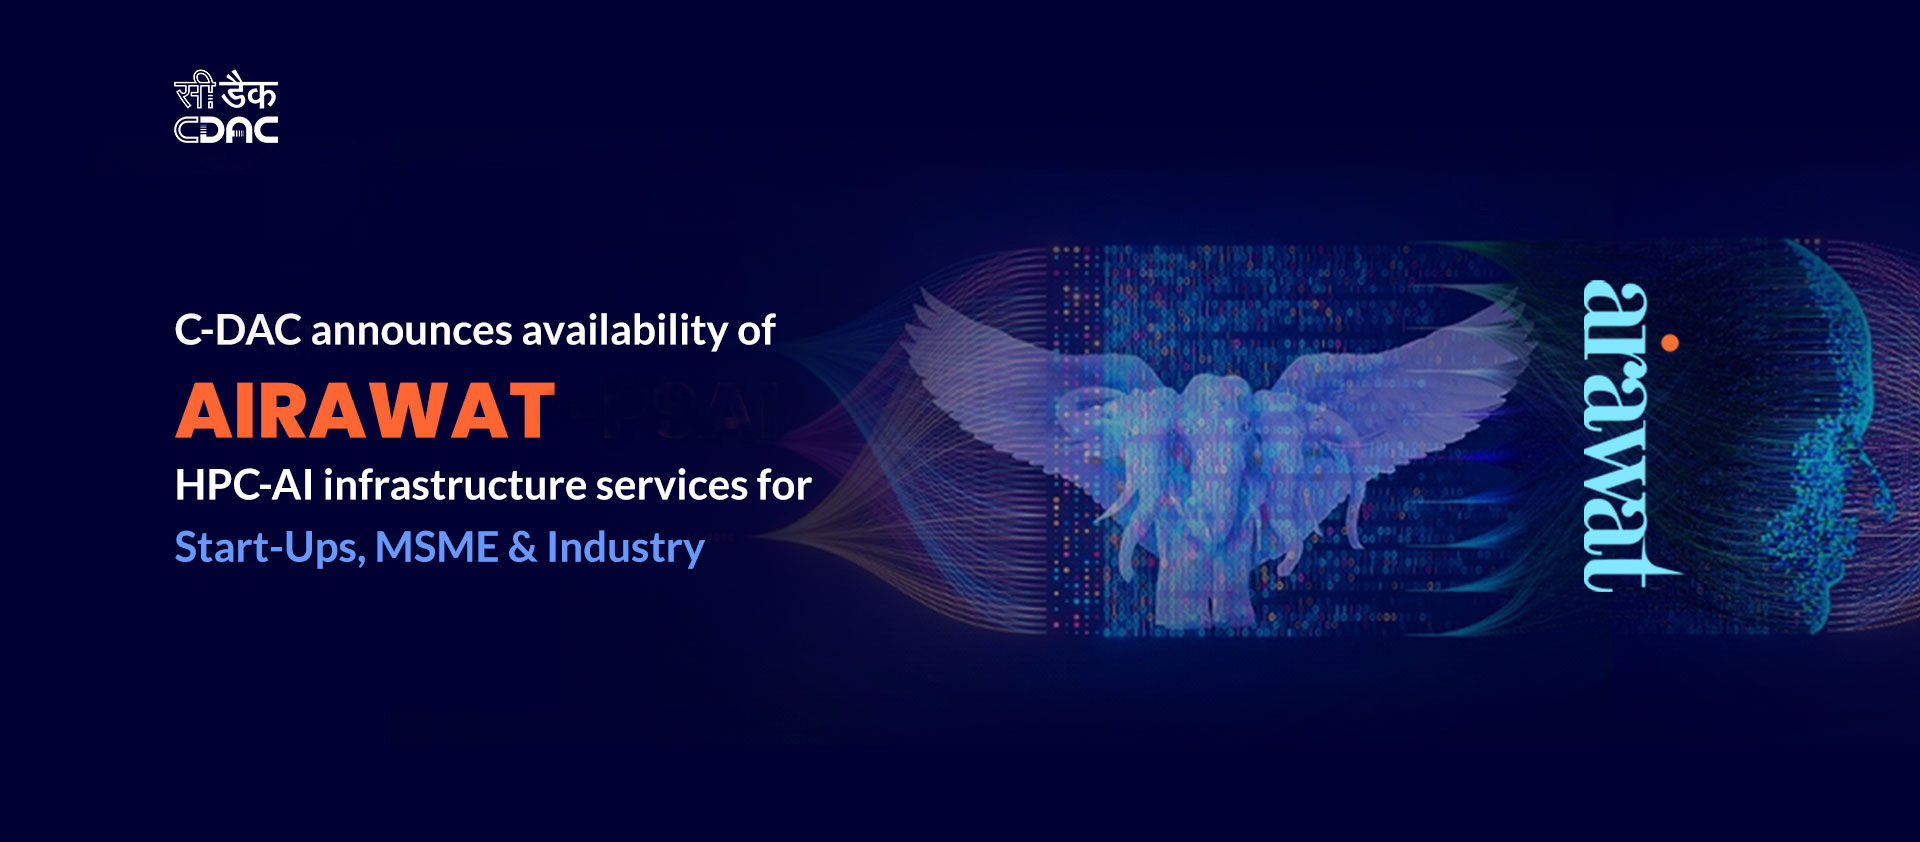 सी डैक
CDAC
C-DAC announces availability of
AIRAWAT
HPC-AI infrastructure services for
Start-Ups, MSME & Industry
airawat